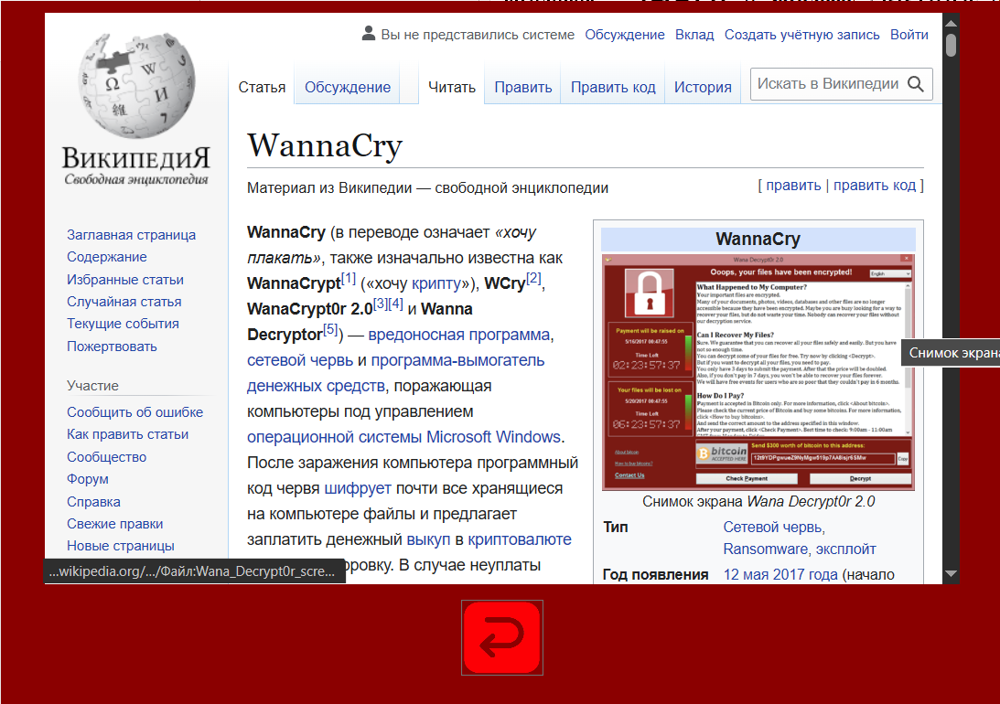 Вы не представились системе Обсуждение Вклад Создать учётную запись Войти
Статья Обсуждение Читать Править Править код История Искать в Википедии
ВикипедиЯ
Свободная энциклопедия
Заглавная страница
Содержание
Избранные статьи
Случайная статья
Текущие события
Пожертвовать
Участие
Сообщить об ошибке
Как править статьи
Сообщество
Форум
Справка
Свежие правки
Новые страницы
...wikipedia.org/.../Файл:Wana_Decrypt0r_scre...
WannaCry
Материал из Википедии — свободной энциклопедии
[ править | править код ]
WannaCry (в переводе означает «хочу
плакать», также изначально известна как
WannaCrypt[1] («хочу крипту»), WCry[2],
WanaCrypt0r 2.0[3][4] и Wanna
Decryptor[5]) — вредоносная программа,
сетевой червь и программа-вымогатель
денежных средств, поражающая
компьютеры под управлением
операционной системы Microsoft Windows.
После заражения компьютера программный
код червя шифрует почти все хранящиеся
на компьютере файлы и предлагает
заплатить денежный выкуп в криптовалюте
ровку. В случае неуплаты
WannaCry
Wana Decrypt0r 2.0
Ooops, your files have been encrypted!
English
What Happened to My Computer?
Your important files are encrypted.
Many of your documents, photos, videos, databases and other files are no longer
accessible because they have been encrypted. Maybe you are busy looking for a way to
recover your files, but do not waste your time. Nobody can recover your files without
our decryption service.
Can I Recover My Files?
Sure. We guarantee that you can recover all your files safely and easily. But you have
not so enough time.
You can decrypt some of your files for free. Try now by clicking <Decrypt>.
But if you want to decrypt all your files, you need to pay.
You only have 3 days to submit the payment. After that the price will be doubled.
Also, if you don't pay in 7 days, you won't be able to recover your files forever.
We will have free events for users who are so poor that they couldn't pay in 6 months.
How Do I Pay?
Payment is accepted in Bitcoin only. For more information, click <About bitcoin>.
Please check the current price of Bitcoin and buy some bitcoins. For more information,
click <How to buy bitcoins>.
And send the correct amount to the address specified in this window.
After your payment, click <Check Payment>. Best time to check: 9:00am - 11:00am
Payment will be raised on
5/16/2017 00:47:55
Time Left
02:23:57:37
Your files will be lost on
5/20/2017 00:47:55
Time Left
06:23:57:37
About bitcoin
How to buy bitcoins?
Contact Us
bitcoin
ACCEPTED HERE
Send $300 worth of bitcoin to this address:
Copy
Check Payment Decrypt
Снимок экрана
Снимок экрана Wana Decrypt0r 2.0
Тип Сетевой червь,
Ransomware, эксплойт
Год появления 12 мая 2017 года (начало